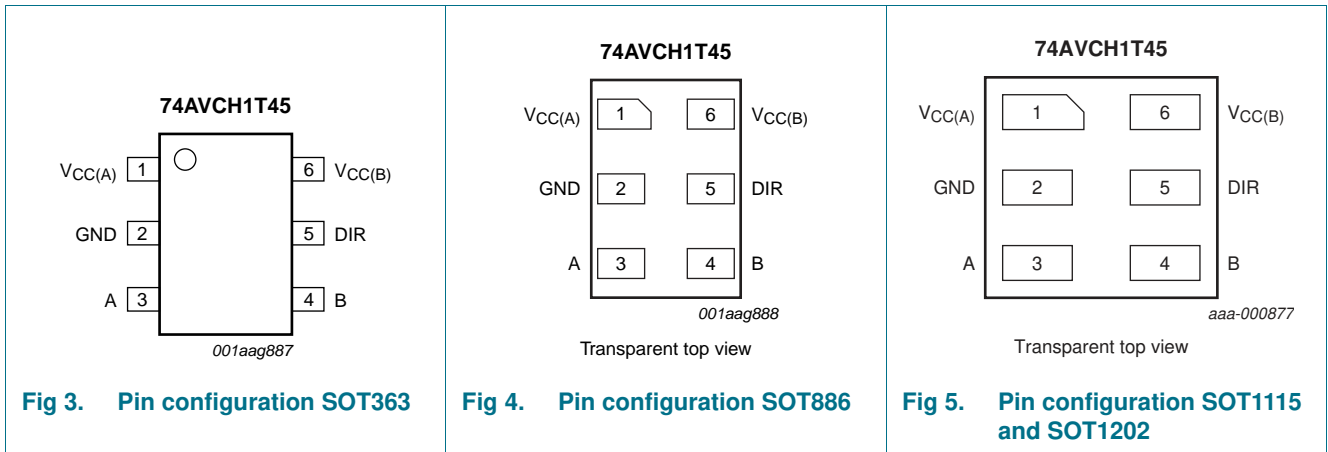 74AVCH1T45
VCC(A) 1 6 VCC(B)
GND 2 5 DIR
A 3 4 B
001aag887
Fig 3. Pin configuration SOT363
74AVCH1T45
VCC(A) 1 6 VCC(B)
GND 2 5 DIR
A 3 4 B
001aag888
Transparent top view
Fig 4. Pin configuration SOT886
74AVCH1T45
VCC(A) 1 6 VCC(B)
GND 2 5 DIR
A 3 4 B
aaa-000877
Transparent top view
Fig 5. Pin configuration SOT1115
and SOT1202